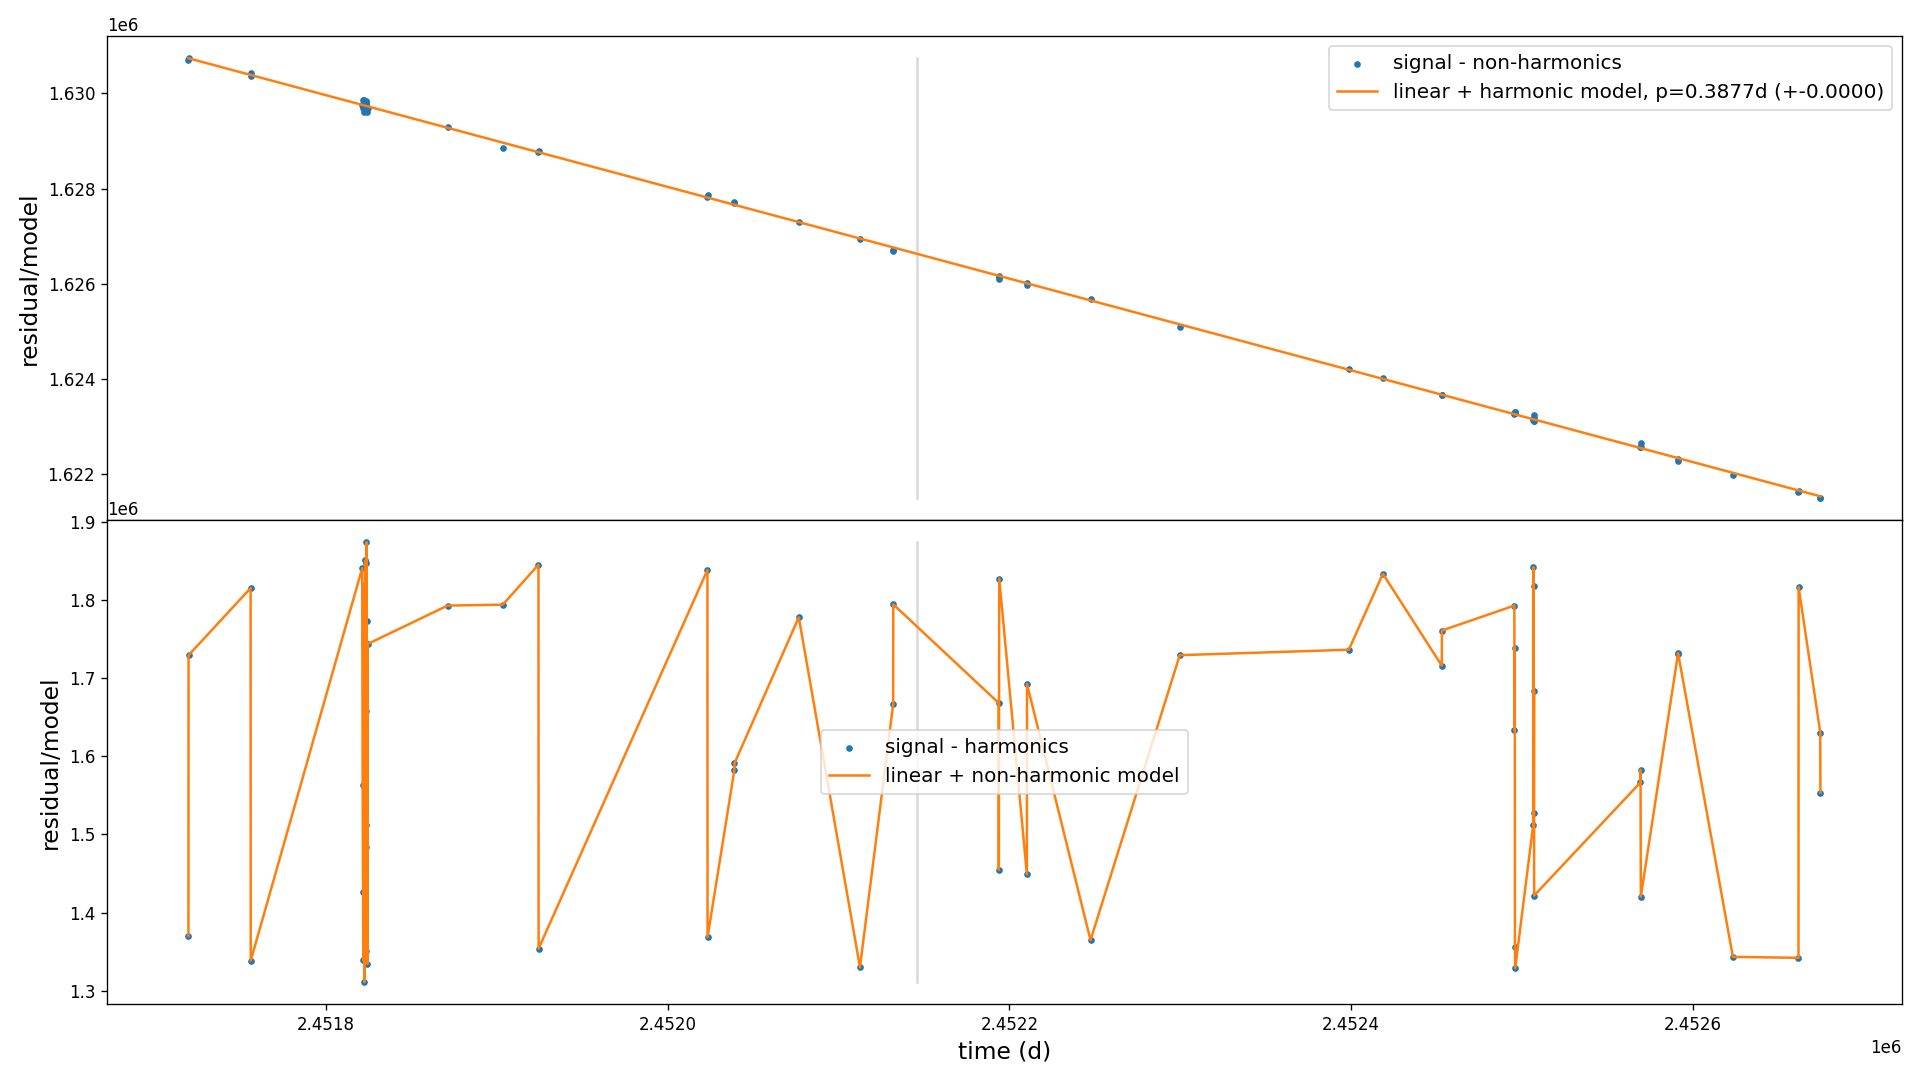 1e6
signal - non-harmonics
linear + harmonic model, p=0.3877d (+-0.0000)
1.630
1.628
1.626
1.624
1.622
residual/model
1e6
1.9
1.8
1.7
1.6
1.5
1.4
1.3
residual/model
signal - harmonics
linear + non-harmonic model
2.4518
2.4520
2.4522
2.4524
2.4526
time (d)
1e6